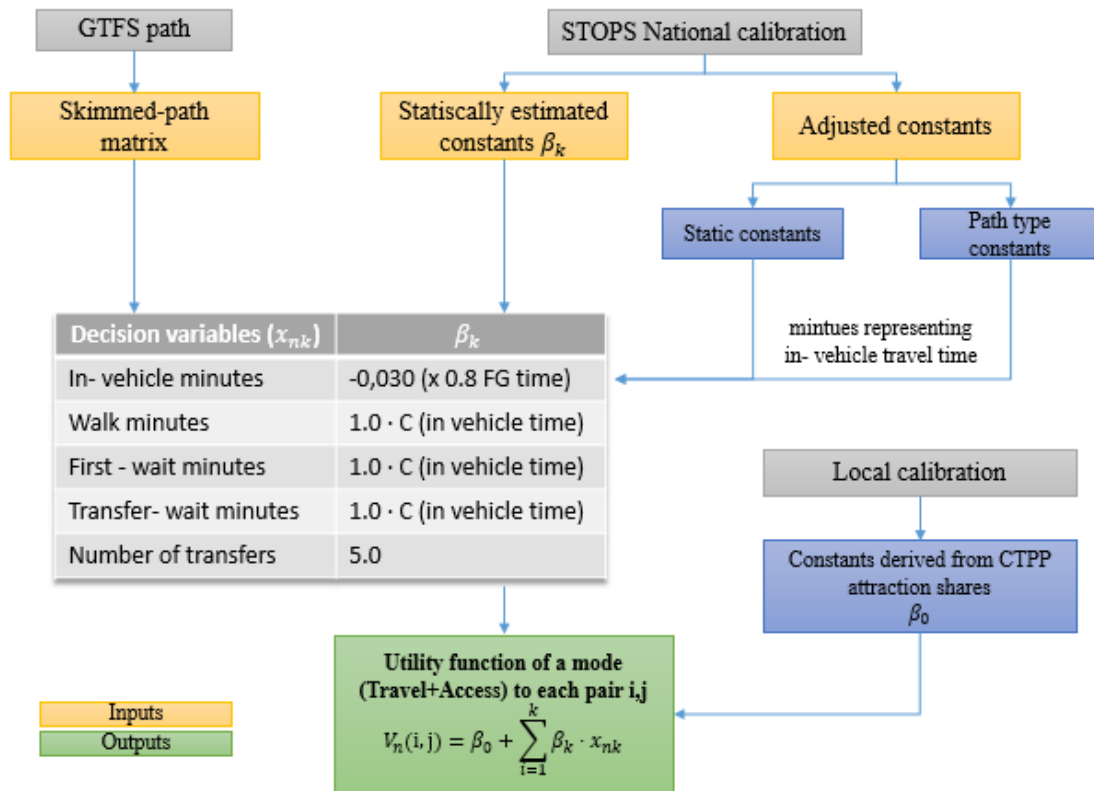 GTFS path
STOPS National calibration
Skimmed-path
matrix
Statiscally estimated
constants βₖ
Adjusted constants
Static constants
Path type
constants
mintues representing
in- vehicle travel time
Decision variables (xₙₖ) βₖ
In- vehicle minutes -0,030 (x 0.8 FG time)
Walk minutes 1.0 · C (in vehicle time)
First - wait minutes 1.0 · C (in vehicle time)
Transfer- wait minutes 1.0 · C (in vehicle time)
Number of transfers 5.0
Local calibration
Constants derived from CTPP
attraction shares
β₀
Utility function of a mode
(Travel+Access) to each pair i,j
k
Vₙ(i, j) = β₀ + ∑ βₖ · xₙₖ
i=1
Inputs
Outputs